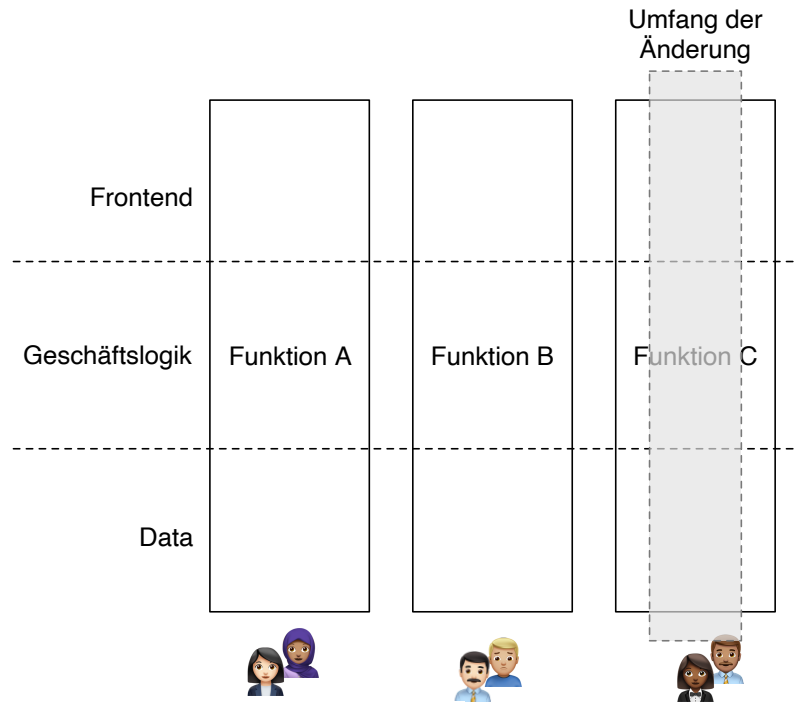 Umfang der
Änderung
Frontend
Geschäftslogik
Funktion A
Funktion B
Funktion C
Data